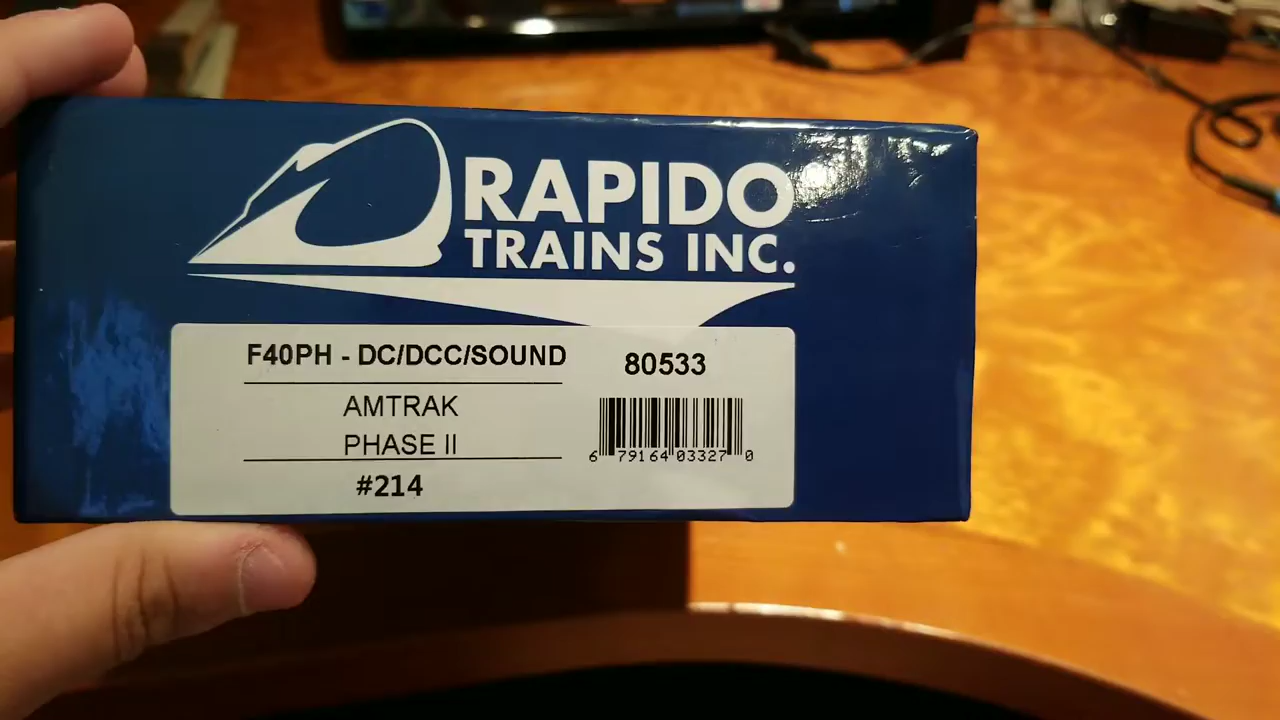 RAPIDO
TRAINS INC.
F40PH - DC/DCC/SOUND
80533
AMTRAK
PHASE II
#214
6 79164 03327 0